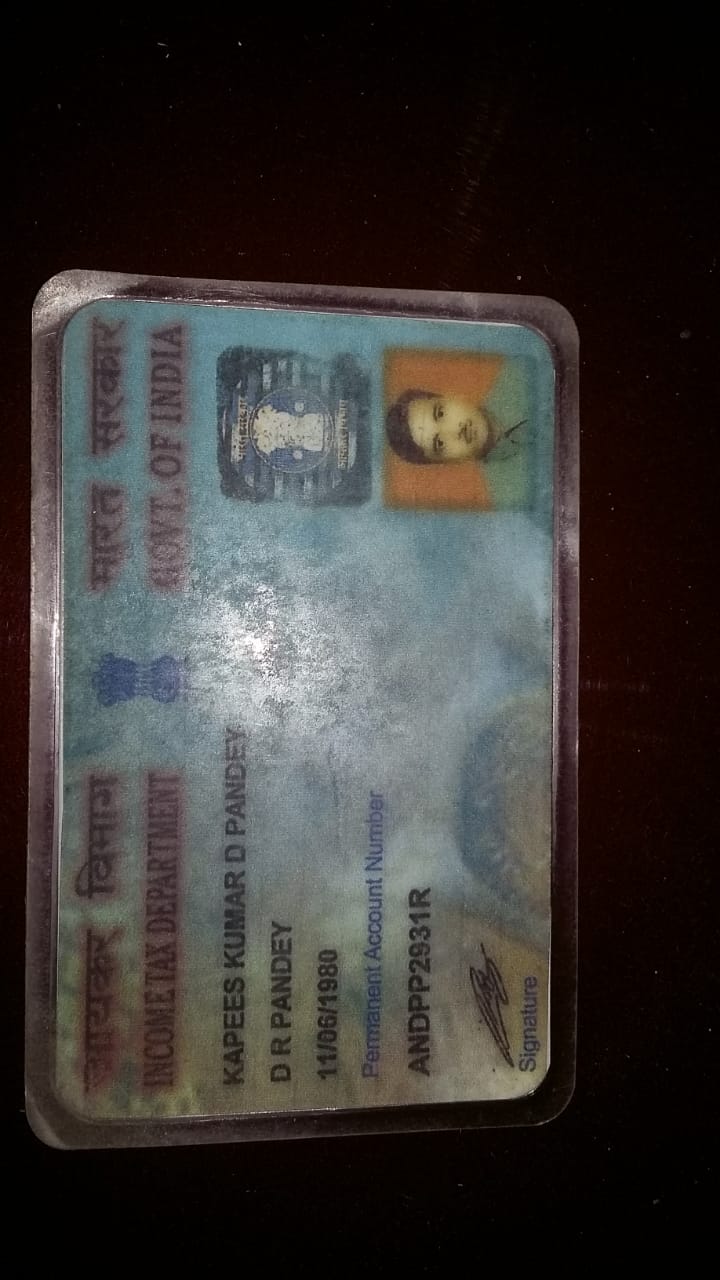 आयकर विभाग
INCOME TAX DEPARTMENT
भारत सरकार
GOVT. OF INDIA
KAPEES KUMAR D PANDEY
D R PANDEY
11/06/1980
Permanent Account Number
ANDPP2931R
Signature